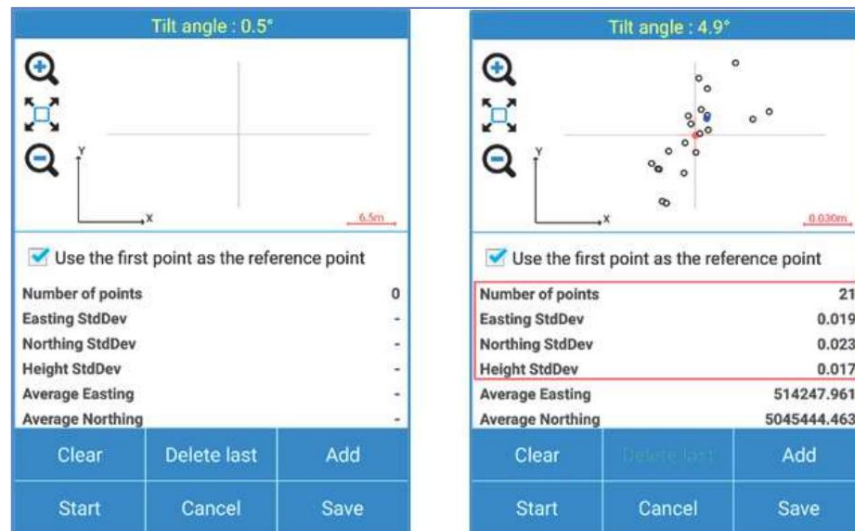 Tilt angle : 0.5°
Y
X
6.5m
Use the first point as the reference point
Number of points 0
Easting StdDev -
Northing StdDev -
Height StdDev -
Average Easting -
Average Northing -
Clear Delete last Add
Start Cancel Save
Tilt angle : 4.9°
Y
X
0.030m
Use the first point as the reference point
Number of points 21
Easting StdDev 0.019
Northing StdDev 0.023
Height StdDev 0.017
Average Easting 514247.961
Average Northing 5045444.463
Clear Delete last Add
Start Cancel Save